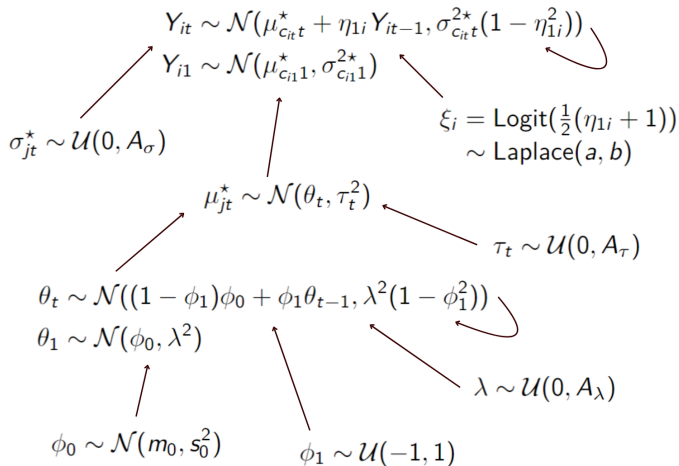 Y_{it} ∼ 𝒩(μ^⋆_{c_{it}t} + η_{1i} Y_{it−1}, σ^{2⋆}_{c_{it}t}(1 − η^2_{1i}))
Y_{i1} ∼ 𝒩(μ^⋆_{c_{i1}1}, σ^{2⋆}_{c_{i1}1})
σ^⋆_{jt} ∼ 𝒰(0, A_σ)
ξ_i = Logit(½(η_{1i} + 1))
∼ Laplace(a, b)
μ^⋆_{jt} ∼ 𝒩(θ_t, τ^2_t)
τ_t ∼ 𝒰(0, A_τ)
θ_t ∼ 𝒩((1 − ϕ_1)ϕ_0 + ϕ_1θ_{t−1}, λ^2(1 − ϕ^2_1))
θ_1 ∼ 𝒩(ϕ_0, λ^2)
λ ∼ 𝒰(0, A_λ)
ϕ_0 ∼ 𝒩(m_0, s^2_0)
ϕ_1 ∼ 𝒰(−1, 1)